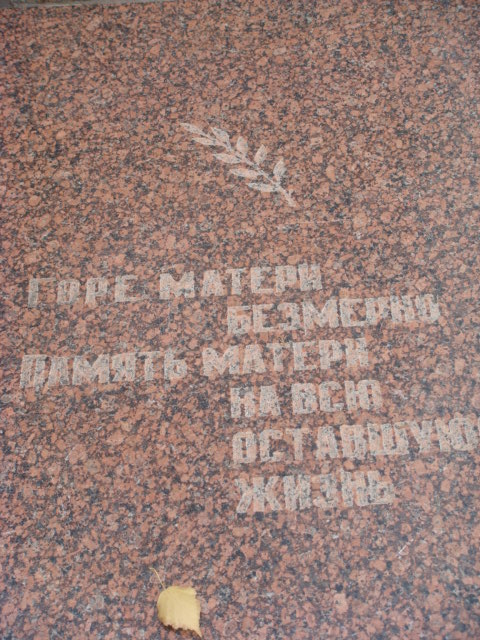 ГОРЕ МАТЕРИ
БЕЗМЕРНО
ПАМЯТЬ МАТЕРИ
НА ВСЮ
ОСТАВШУЮ
ЖИЗНЬ